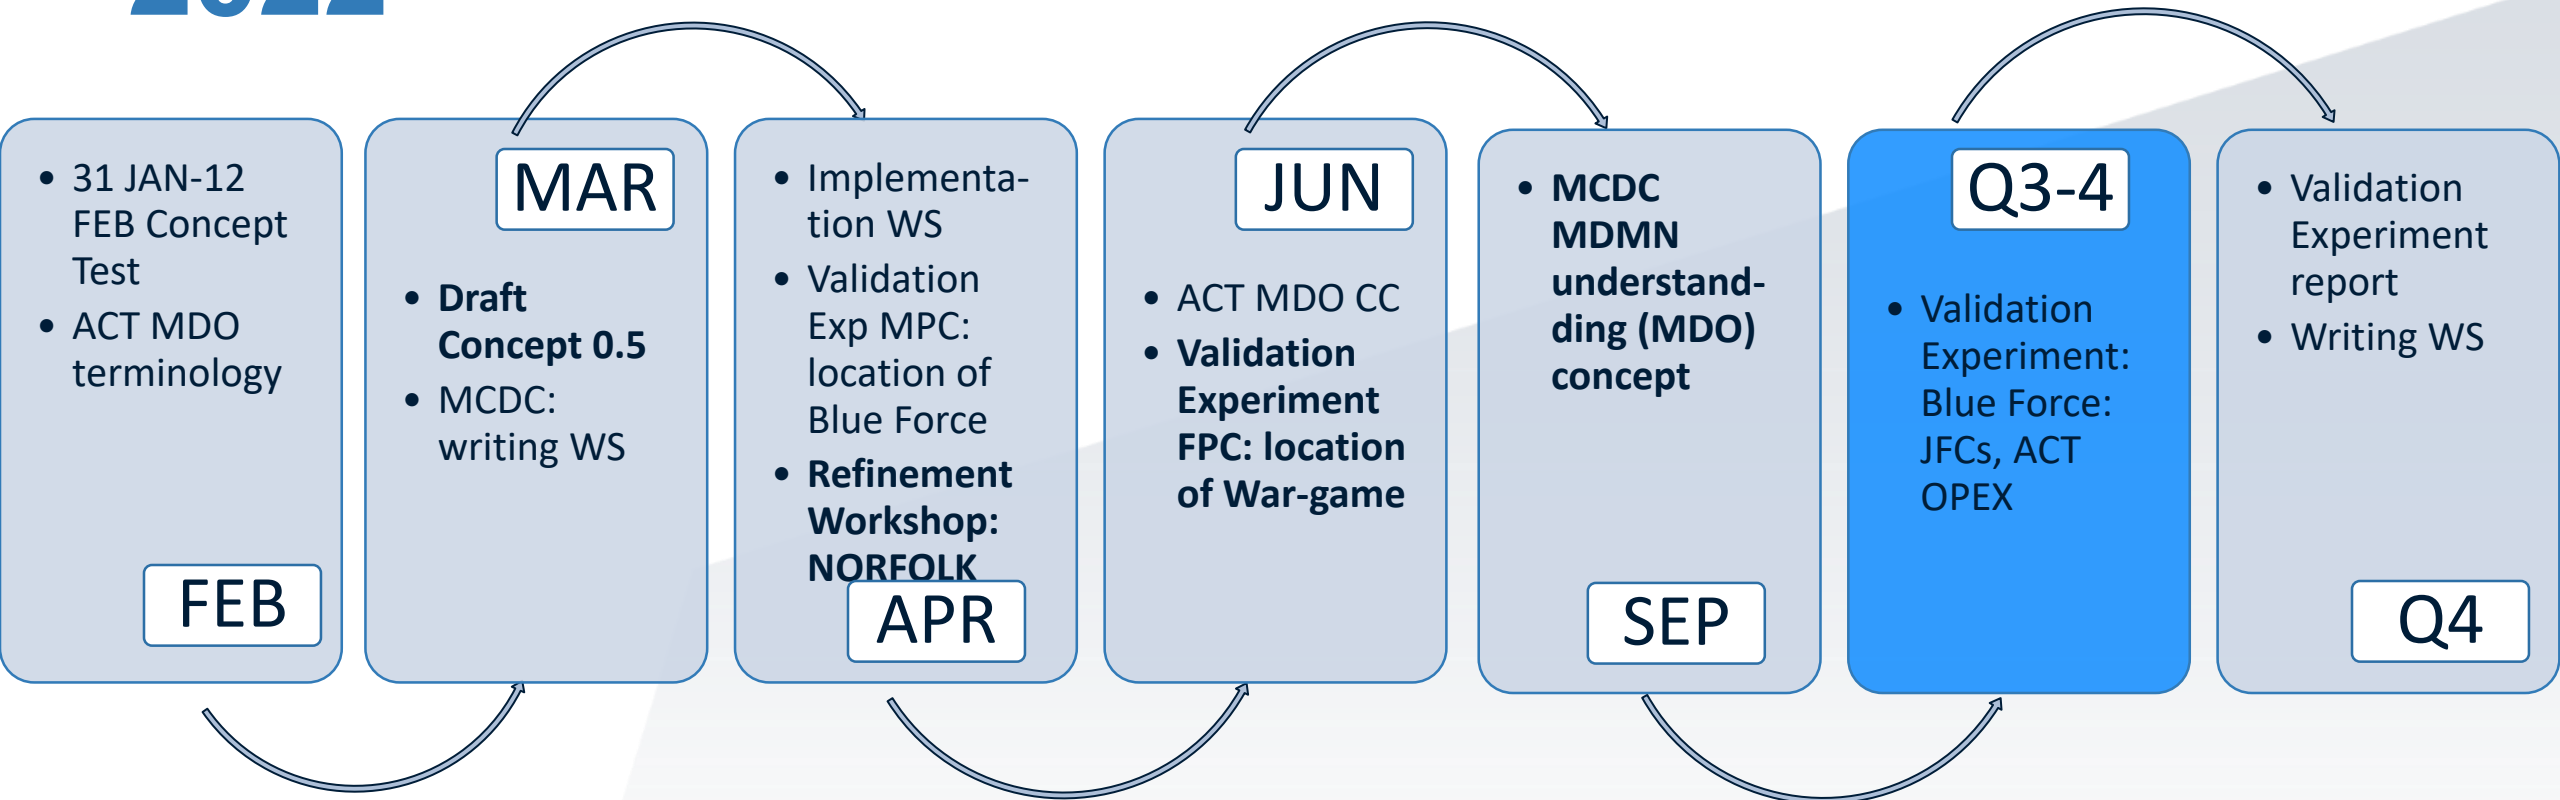 2022
• 31 JAN-12
FEB Concept
Test
• ACT MDO
terminology
FEB
MAR
• Draft
Concept 0.5
• MCDC:
writing WS
• Implementa-
tion WS
• Validation
Exp MPC:
location of
Blue Force
• Refinement
Workshop:
NORFOLK
APR
JUN
• ACT MDO CC
• Validation
Experiment
FPC: location
of War-game
• MCDC
MDMN
understand-
ding (MDO)
concept
SEP
Q3-4
• Validation
Experiment:
Blue Force:
JFCs, ACT
OPEX
• Validation
Experiment
report
• Writing WS
Q4